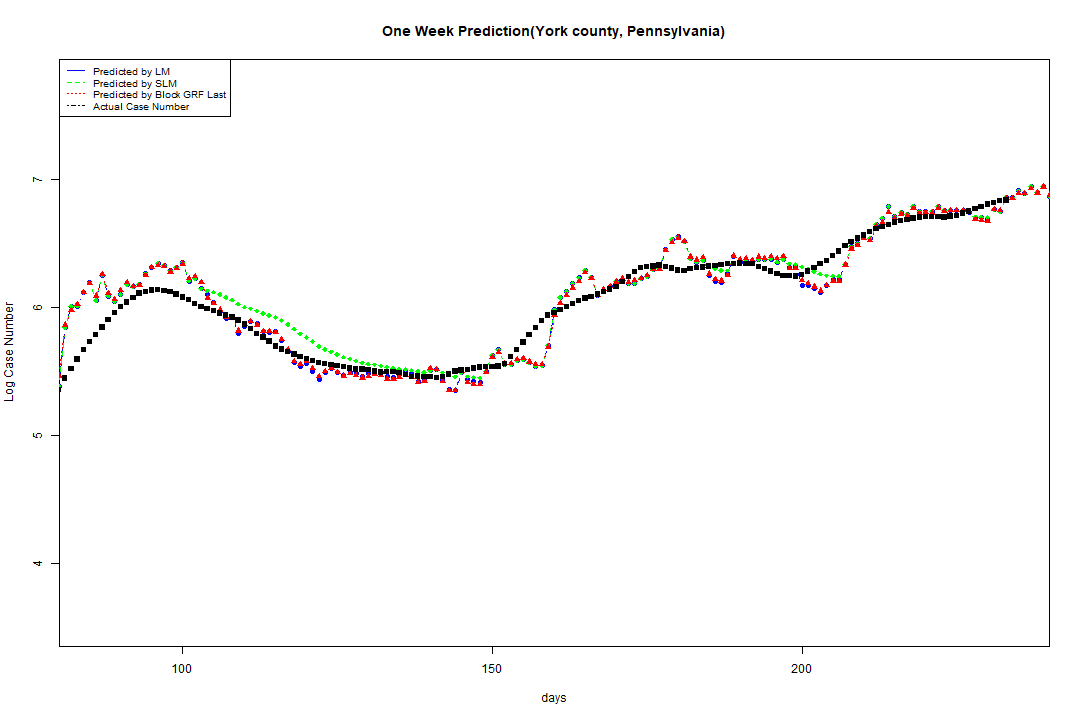 One Week Prediction(York county, Pennsylvania)
Predicted by LM
Predicted by SLM
Predicted by Block GRF Last
Actual Case Number
7
6
5
4
Log Case Number
100
150
200
days